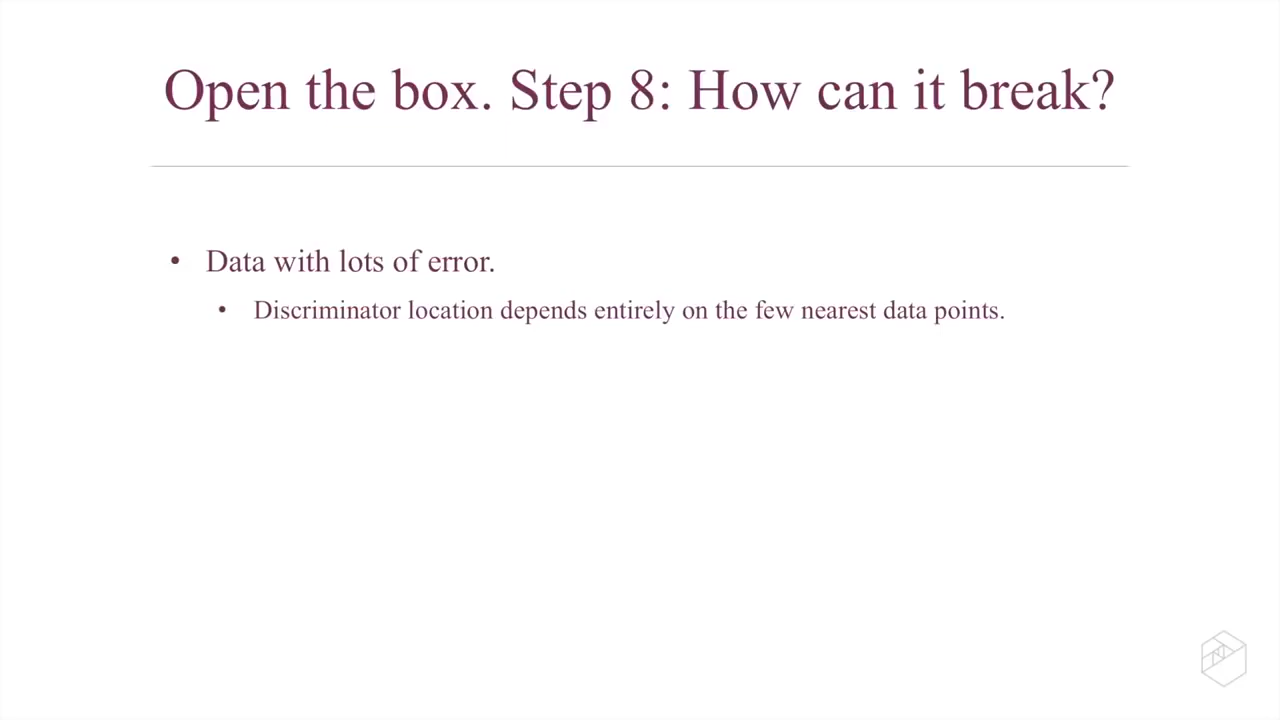 Open the box. Step 8: How can it break?
• Data with lots of error.
• Discriminator location depends entirely on the few nearest data points.